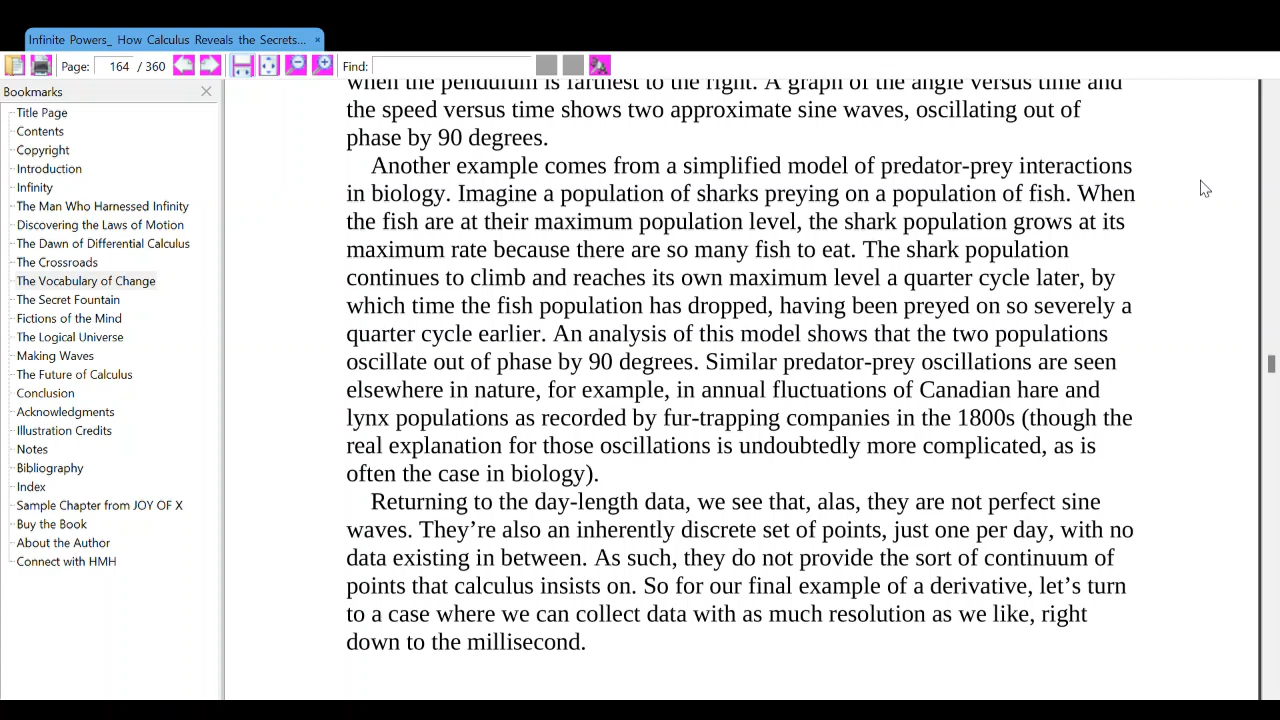 Infinite Powers_ How Calculus Reveals the Secrets... ×
Page: 164 / 360 Find:
Bookmarks
Title Page
Contents
Copyright
Introduction
Infinity
The Man Who Harnessed Infinity
Discovering the Laws of Motion
The Dawn of Differential Calculus
The Crossroads
The Vocabulary of Change
The Secret Fountain
Fictions of the Mind
The Logical Universe
Making Waves
The Future of Calculus
Conclusion
Acknowledgments
Illustration Credits
Notes
Bibliography
Index
Sample Chapter from JOY OF X
Buy the Book
About the Author
Connect with HMH
when the pendulum is farthest to the right. A graph of the angle versus time and
the speed versus time shows two approximate sine waves, oscillating out of
phase by 90 degrees.
Another example comes from a simplified model of predator-prey interactions
in biology. Imagine a population of sharks preying on a population of fish. When
the fish are at their maximum population level, the shark population grows at its
maximum rate because there are so many fish to eat. The shark population
continues to climb and reaches its own maximum level a quarter cycle later, by
which time the fish population has dropped, having been preyed on so severely a
quarter cycle earlier. An analysis of this model shows that the two populations
oscillate out of phase by 90 degrees. Similar predator-prey oscillations are seen
elsewhere in nature, for example, in annual fluctuations of Canadian hare and
lynx populations as recorded by fur-trapping companies in the 1800s (though the
real explanation for those oscillations is undoubtedly more complicated, as is
often the case in biology).
Returning to the day-length data, we see that, alas, they are not perfect sine
waves. They’re also an inherently discrete set of points, just one per day, with no
data existing in between. As such, they do not provide the sort of continuum of
points that calculus insists on. So for our final example of a derivative, let’s turn
to a case where we can collect data with as much resolution as we like, right
down to the millisecond.